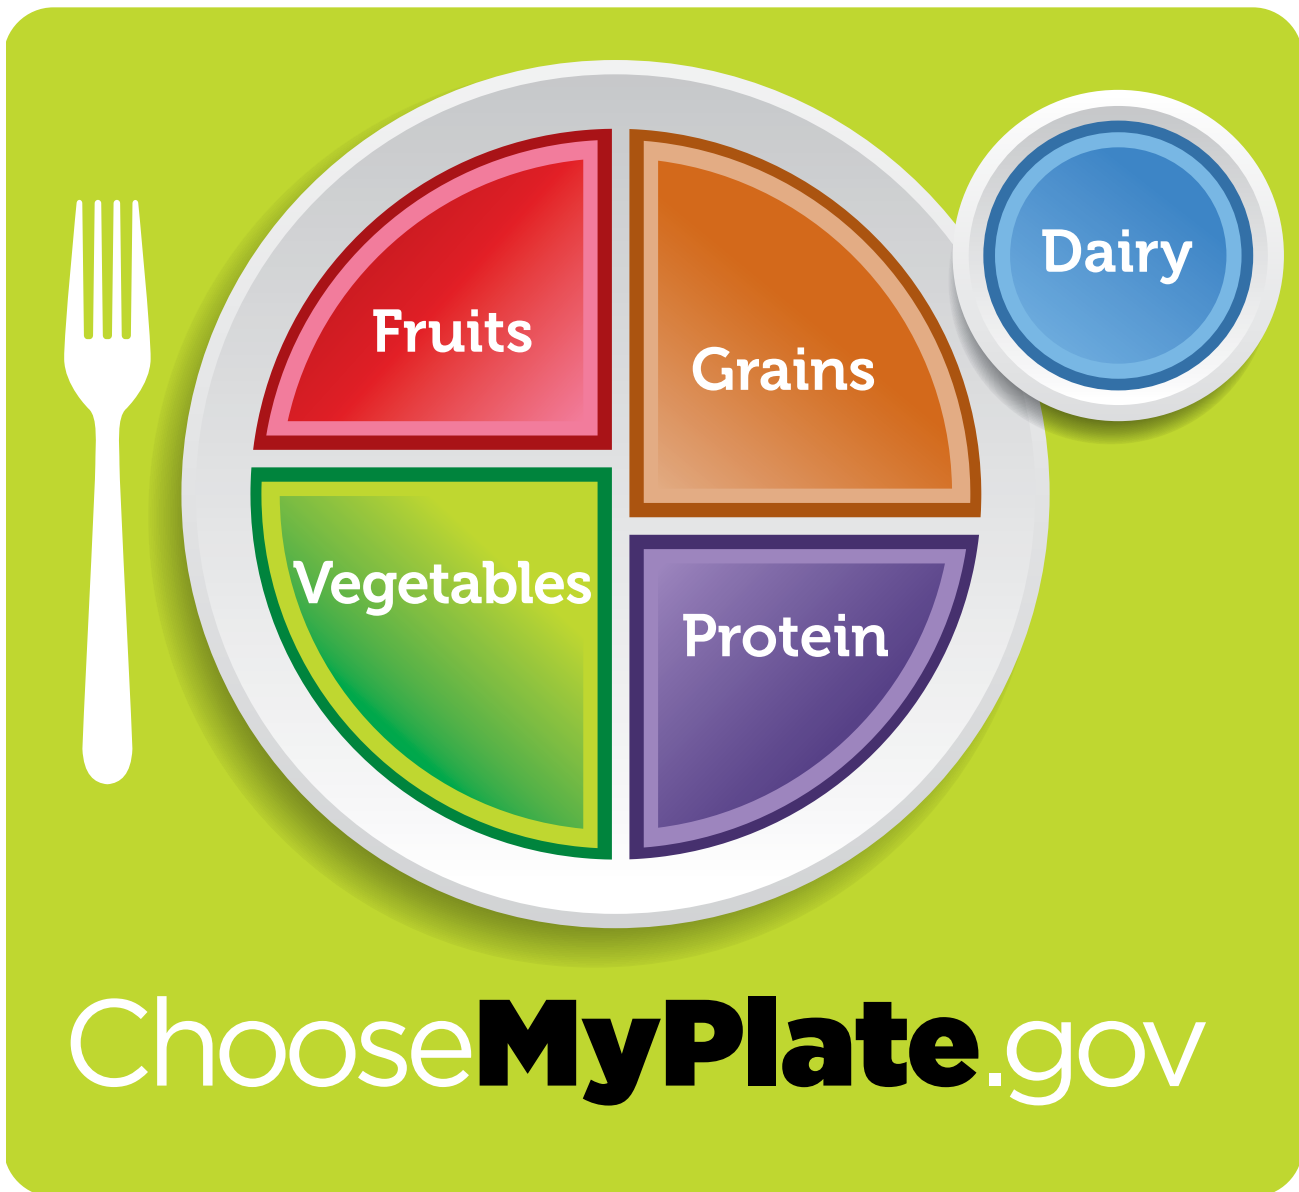 Fruits
Grains
Dairy
Vegetables
Protein
ChooseMyPlate.gov